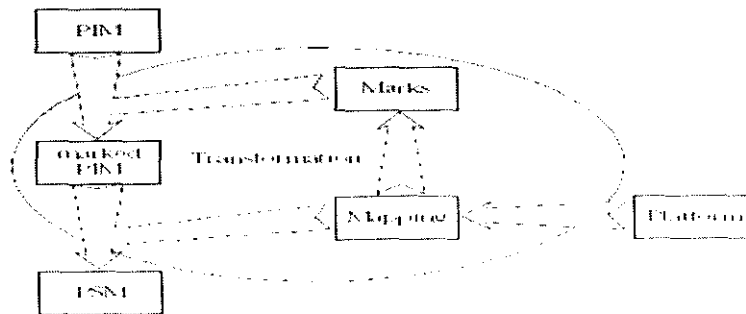 PIM
Marks
marked
PIM
Transformation
Mapping
Platform
PSM